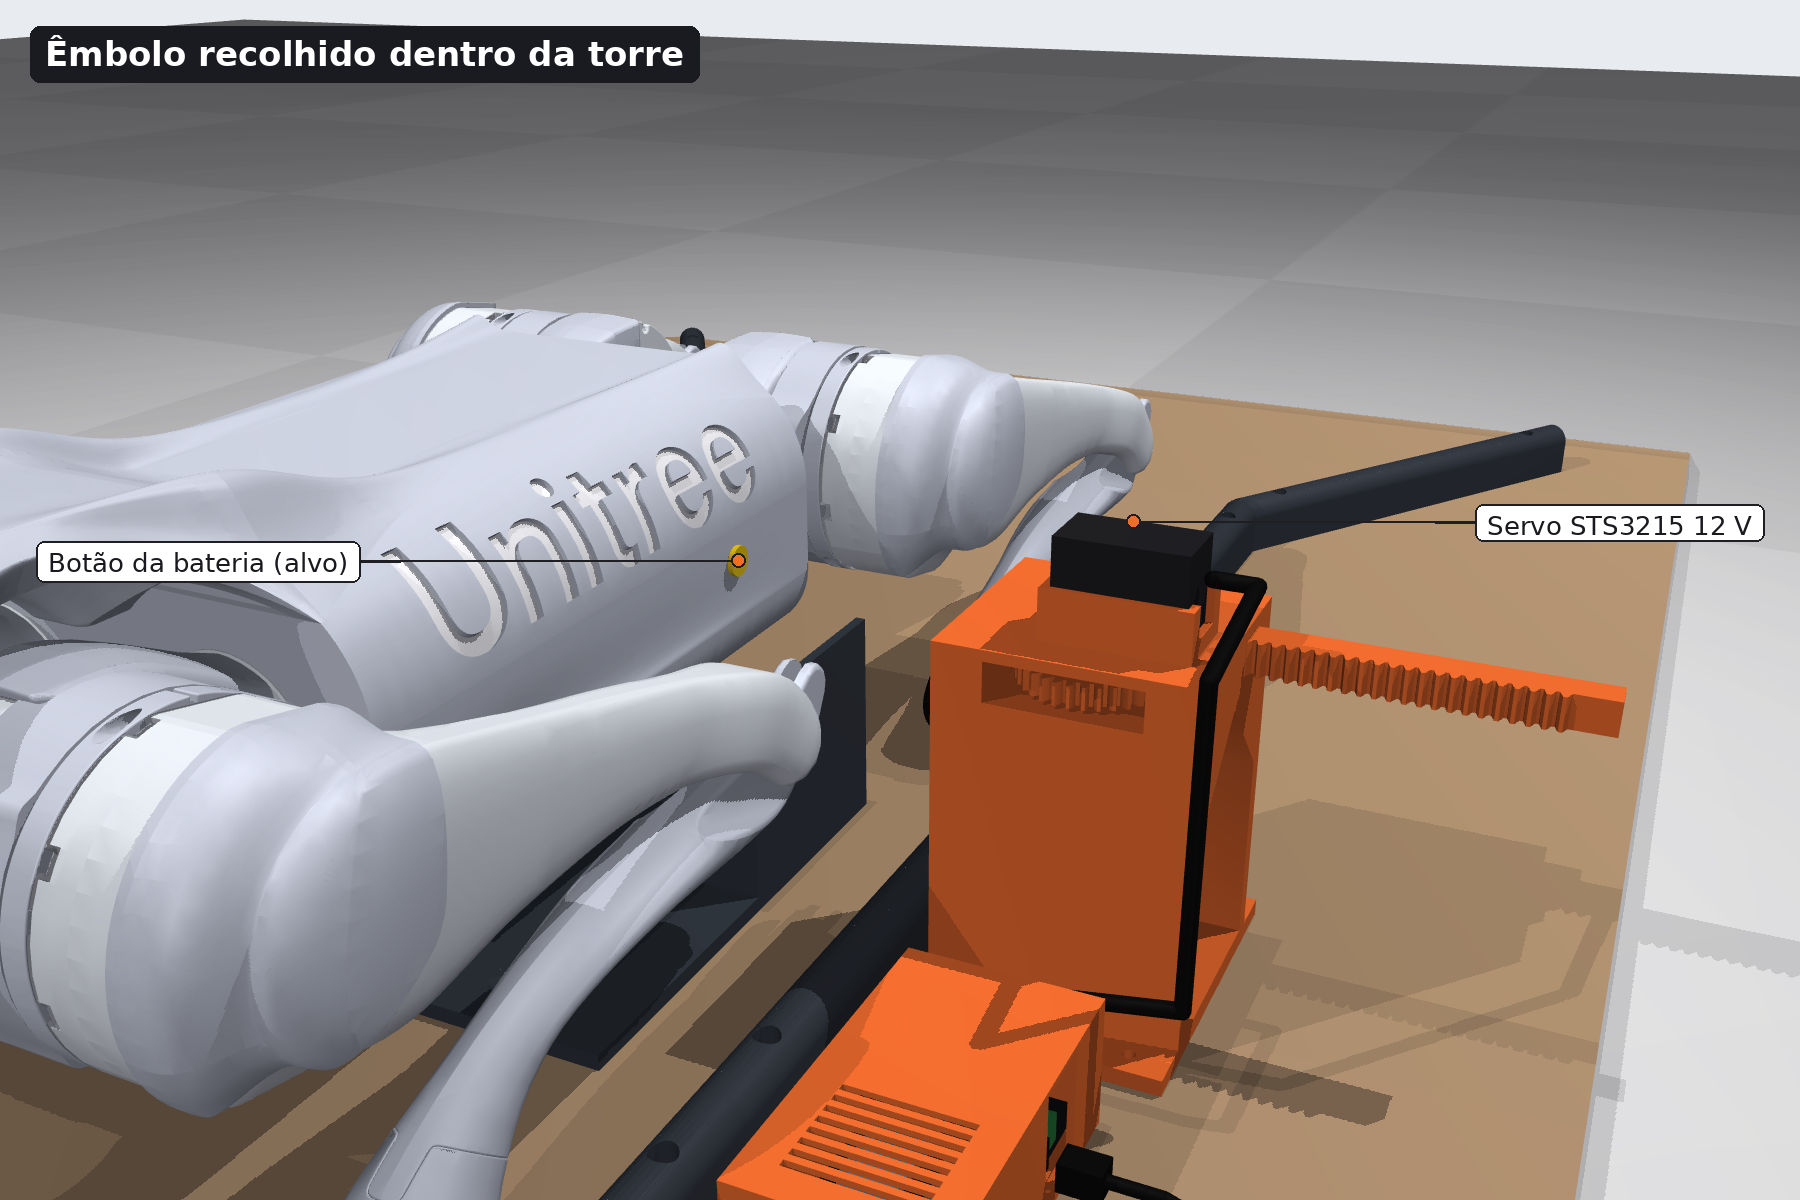 Êmbolo recolhido dentro da torre
Unitree
Servo STS3215 12 V
Botão da bateria (alvo)